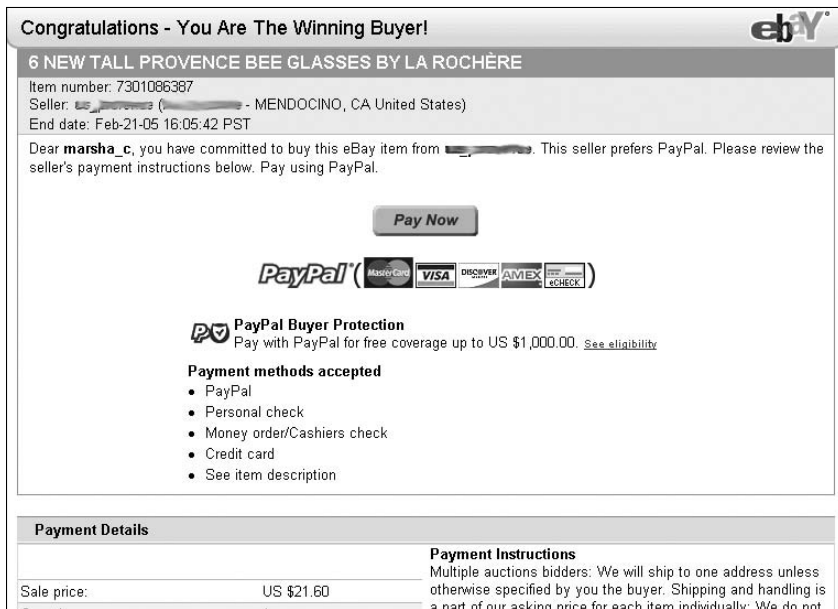 Congratulations - You Are The Winning Buyer!
ebY
6 NEW TALL PROVENCE BEE GLASSES BY LA ROCHÈRE
Item number: 7301086387
Seller: ( - MENDOCINO, CA United States)
End date: Feb-21-05 16:05:42 PST
Dear marsha_c, you have committed to buy this eBay item from . This seller prefers PayPal. Please review the
seller's payment instructions below. Pay using PayPal.
Pay Now
PayPal (MasterCard VISA DISCOVER AMEX eCHECK)
PayPal Buyer Protection
Pay with PayPal for free coverage up to US $1,000.00. See eligibility
Payment methods accepted
• PayPal
• Personal check
• Money order/Cashiers check
• Credit card
• See item description
Payment Details
Payment Instructions
Multiple auctions bidders: We will ship to one address unless
Sale price: US $21.60 otherwise specified by you the buyer. Shipping and handling is
a part of our asking price for each item individually: We do not